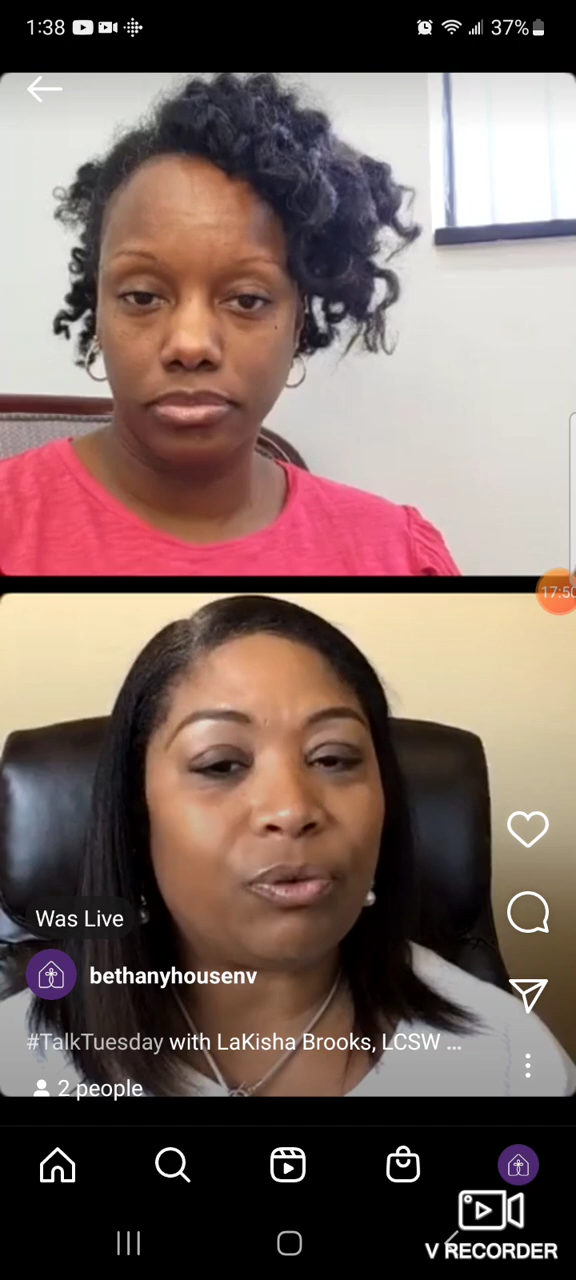 1:38
37%
17:50
Was Live
bethanyhousenv
#TalkTuesday with LaKisha Brooks, LCSW ...
2 people
V RECORDER